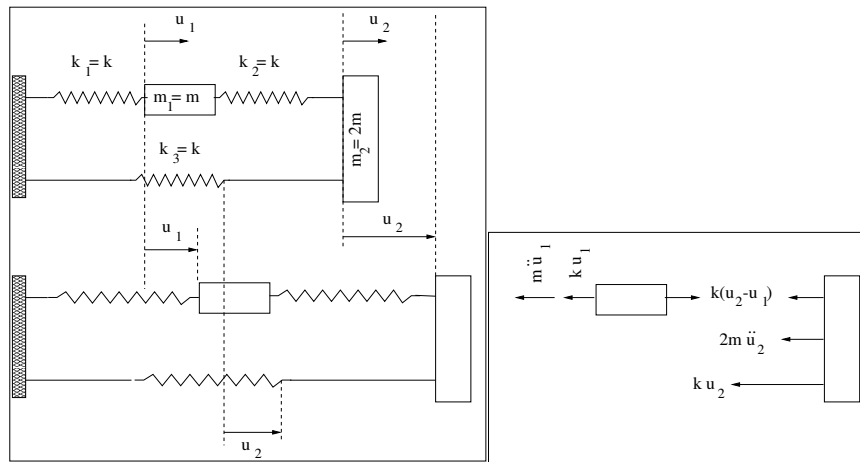 u 1
u 2
k 1 = k
k 2 = k
m 1 = m
m 2 = 2m
k 3 = k
u 2
u 1
u 2
m ü 1
k u 1
k(u 2 - u 1)
2m ü 2
k u 2